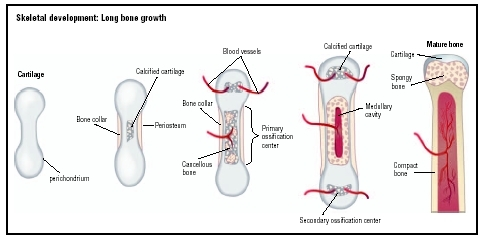 Skeletal development: Long bone growth
Cartilage
perichondrium
Calcified cartilage
Bone collar
Periosteum
Blood vessels
Bone collar
Cancellous
bone
Primary
ossification
center
Calcified cartilage
Medullary
cavity
Secondary ossification center
Mature bone
Cartilage
Spongy
bone
Compact
bone